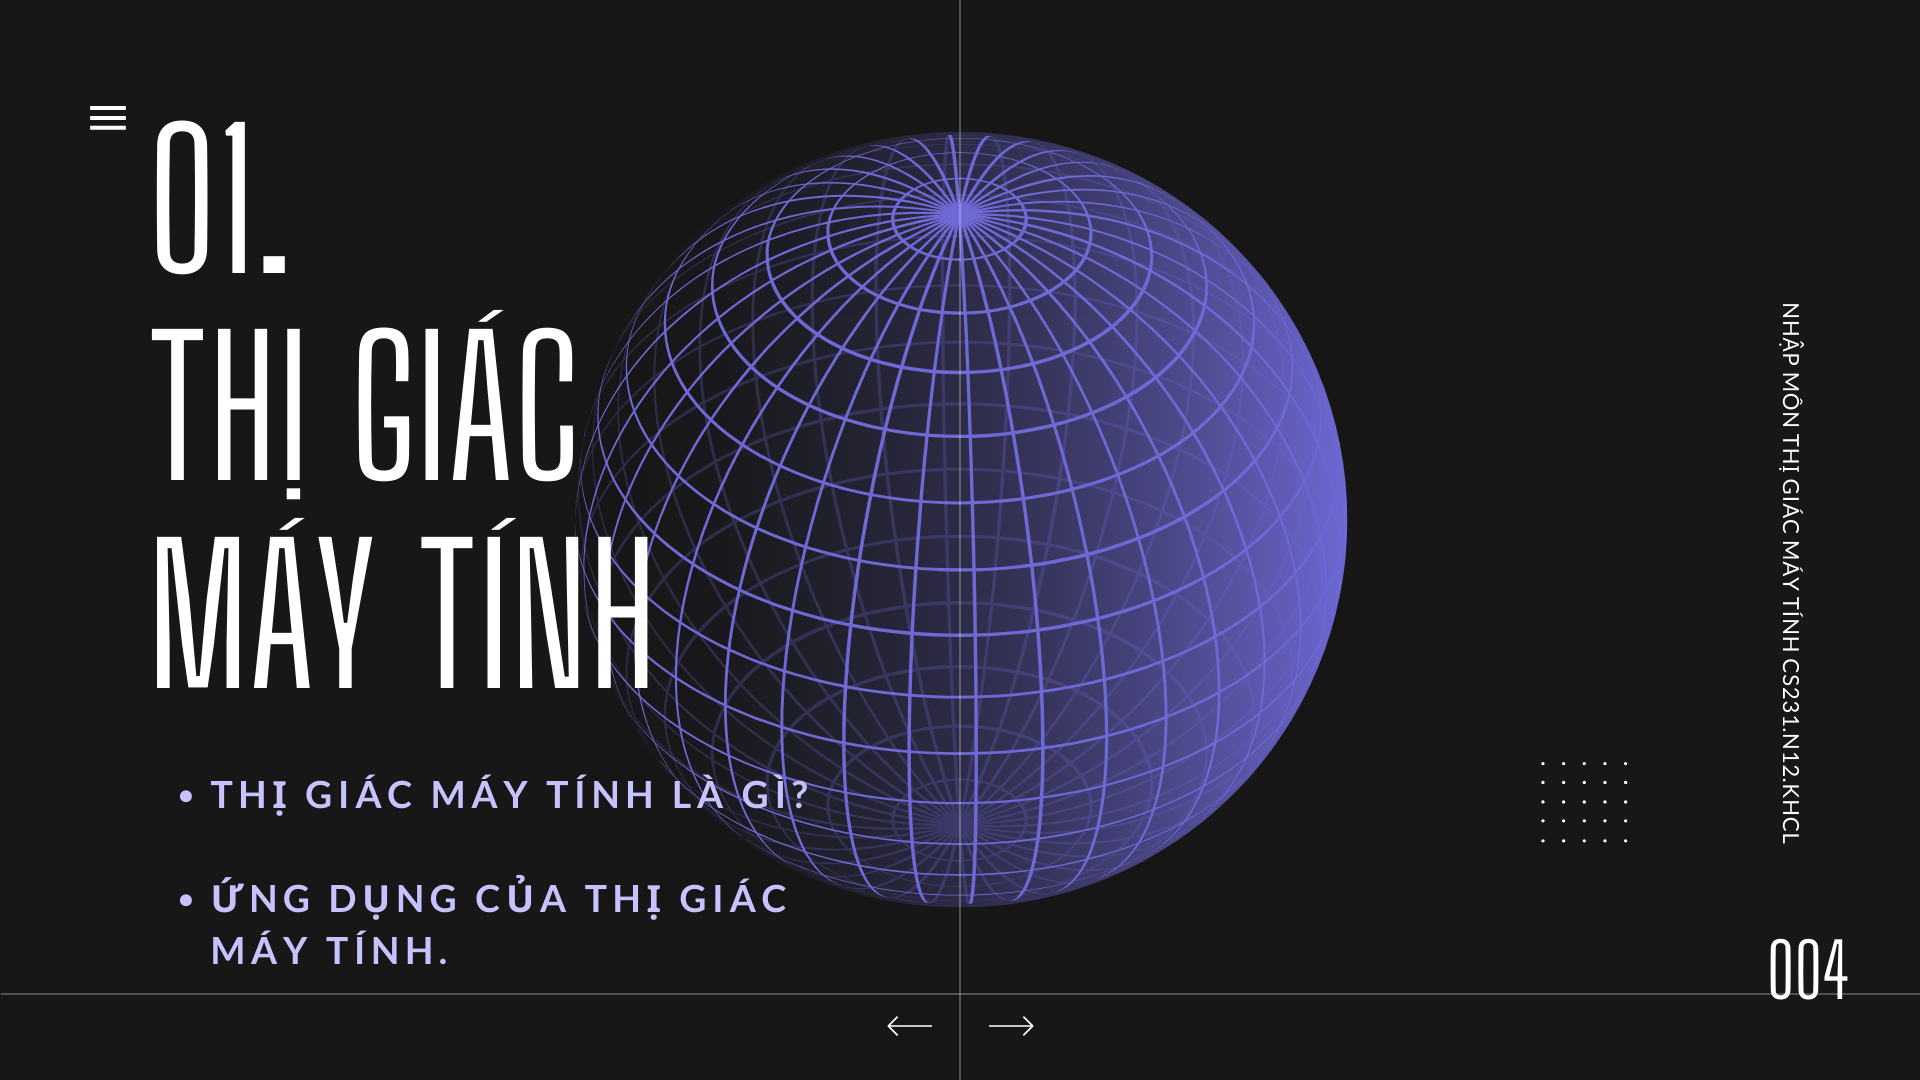 01.
THỊ GIÁC
MÁY TÍNH
• THỊ GIÁC MÁY TÍNH LÀ GÌ?
• ỨNG DỤNG CỦA THỊ GIÁC
MÁY TÍNH.
NHẬP MÔN THỊ GIÁC MÁY TÍNH CS231.N12.KHCL
004